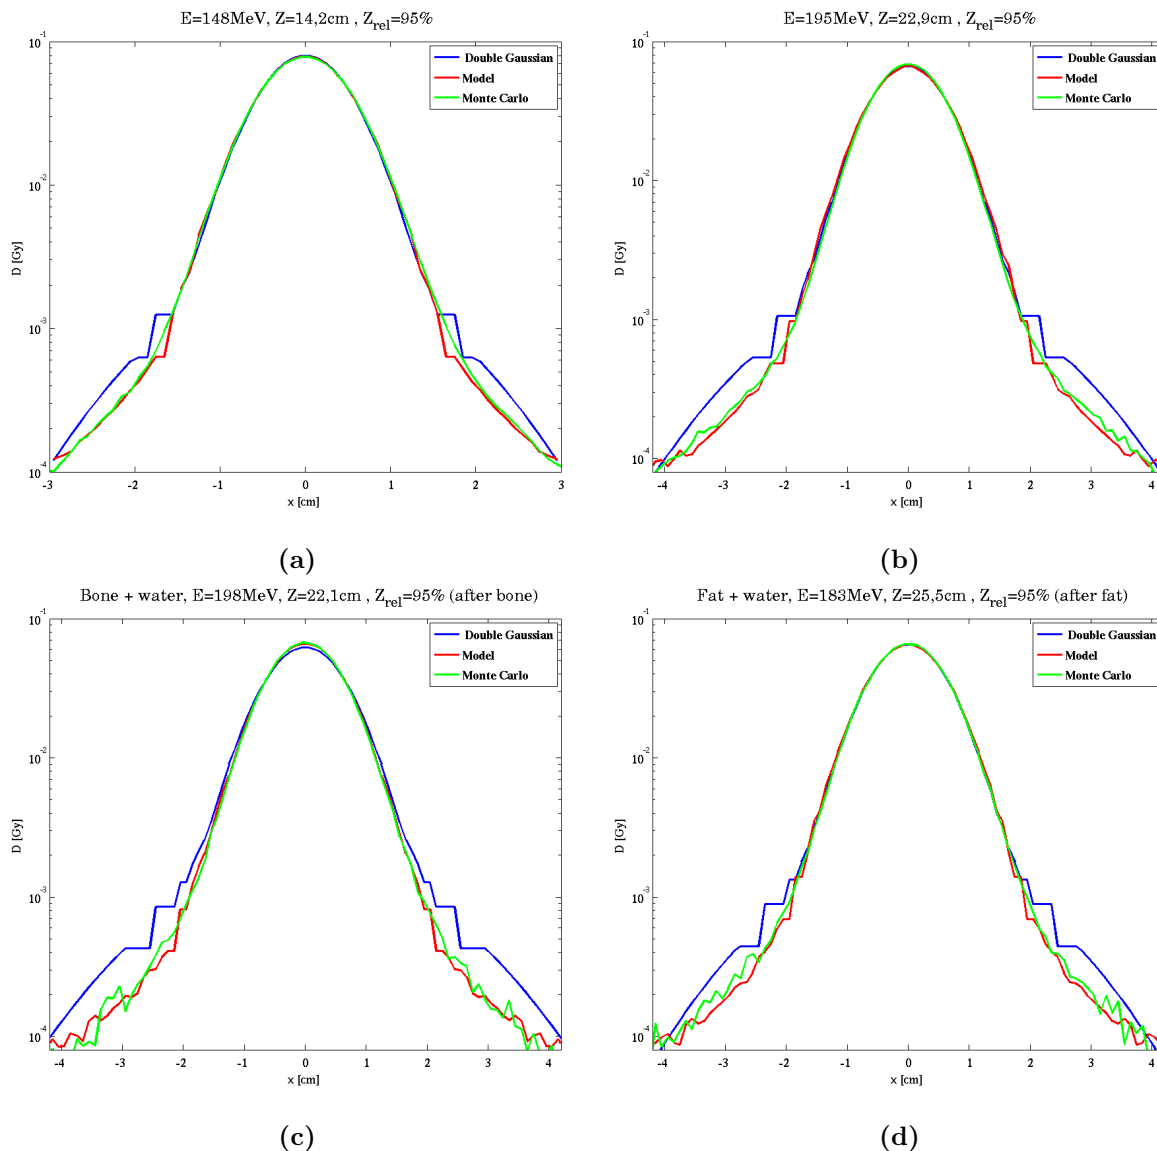 E=148MeV, Z=14,2cm , Z_rel=95%
10^-1
10^-2
10^-3
10^-4
D [Gy]
Double Gaussian
Model
Monte Carlo
-3 -2 -1 0 1 2 3
x [cm]
(a)
E=195MeV, Z=22,9cm , Z_rel=95%
10^-1
10^-2
10^-3
10^-4
D [Gy]
Double Gaussian
Model
Monte Carlo
-4 -3 -2 -1 0 1 2 3 4
x [cm]
(b)
Bone + water, E=198MeV, Z=22,1cm , Z_rel=95% (after bone)
10^-1
10^-2
10^-3
10^-4
D [Gy]
Double Gaussian
Model
Monte Carlo
-4 -3 -2 -1 0 1 2 3 4
x [cm]
(c)
Fat + water, E=183MeV, Z=25,5cm , Z_rel=95% (after fat)
10^-1
10^-2
10^-3
10^-4
D [Gy]
Double Gaussian
Model
Monte Carlo
-4 -3 -2 -1 0 1 2 3 4
x [cm]
(d)